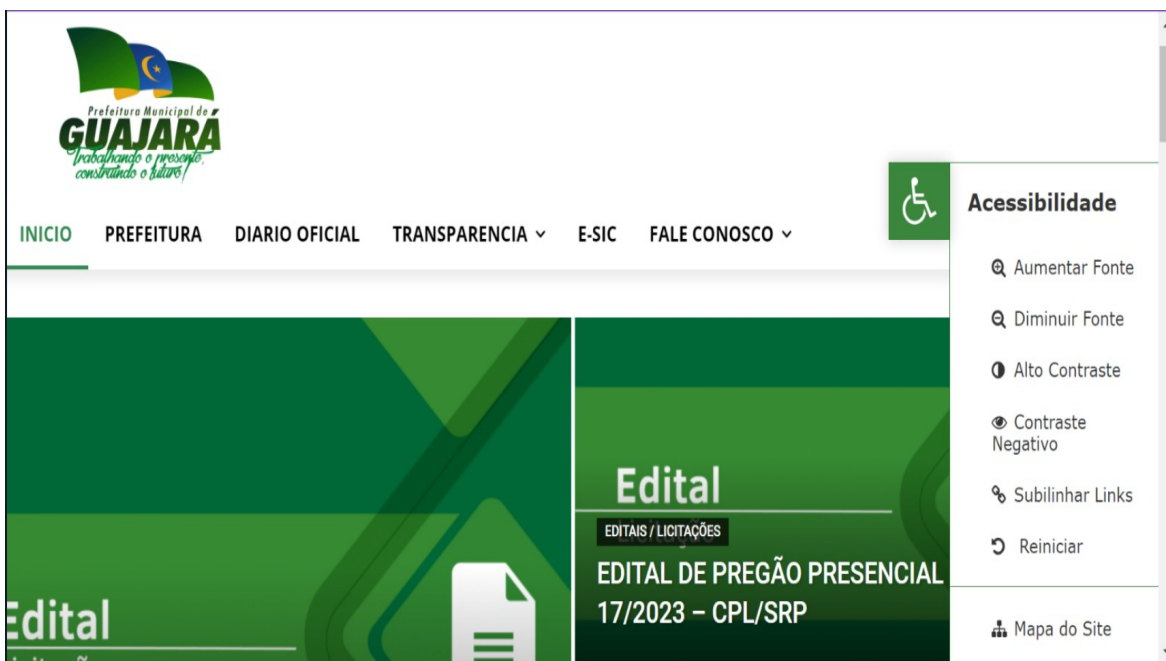 Prefeitura Municipal de
GUAJARÁ
Trabalhando o presente,
construindo o futuro!
INICIO PREFEITURA DIARIO OFICIAL TRANSPARENCIA E-SIC FALE CONOSCO
Acessibilidade
Aumentar Fonte
Diminuir Fonte
Alto Contraste
Contraste
Negativo
Subilinhar Links
Reiniciar
Mapa do Site
Edital
Edital
Licitação
EDITAIS / LICITAÇÕES
EDITAL DE PREGÃO PRESENCIAL
17/2023 – CPL/SRP